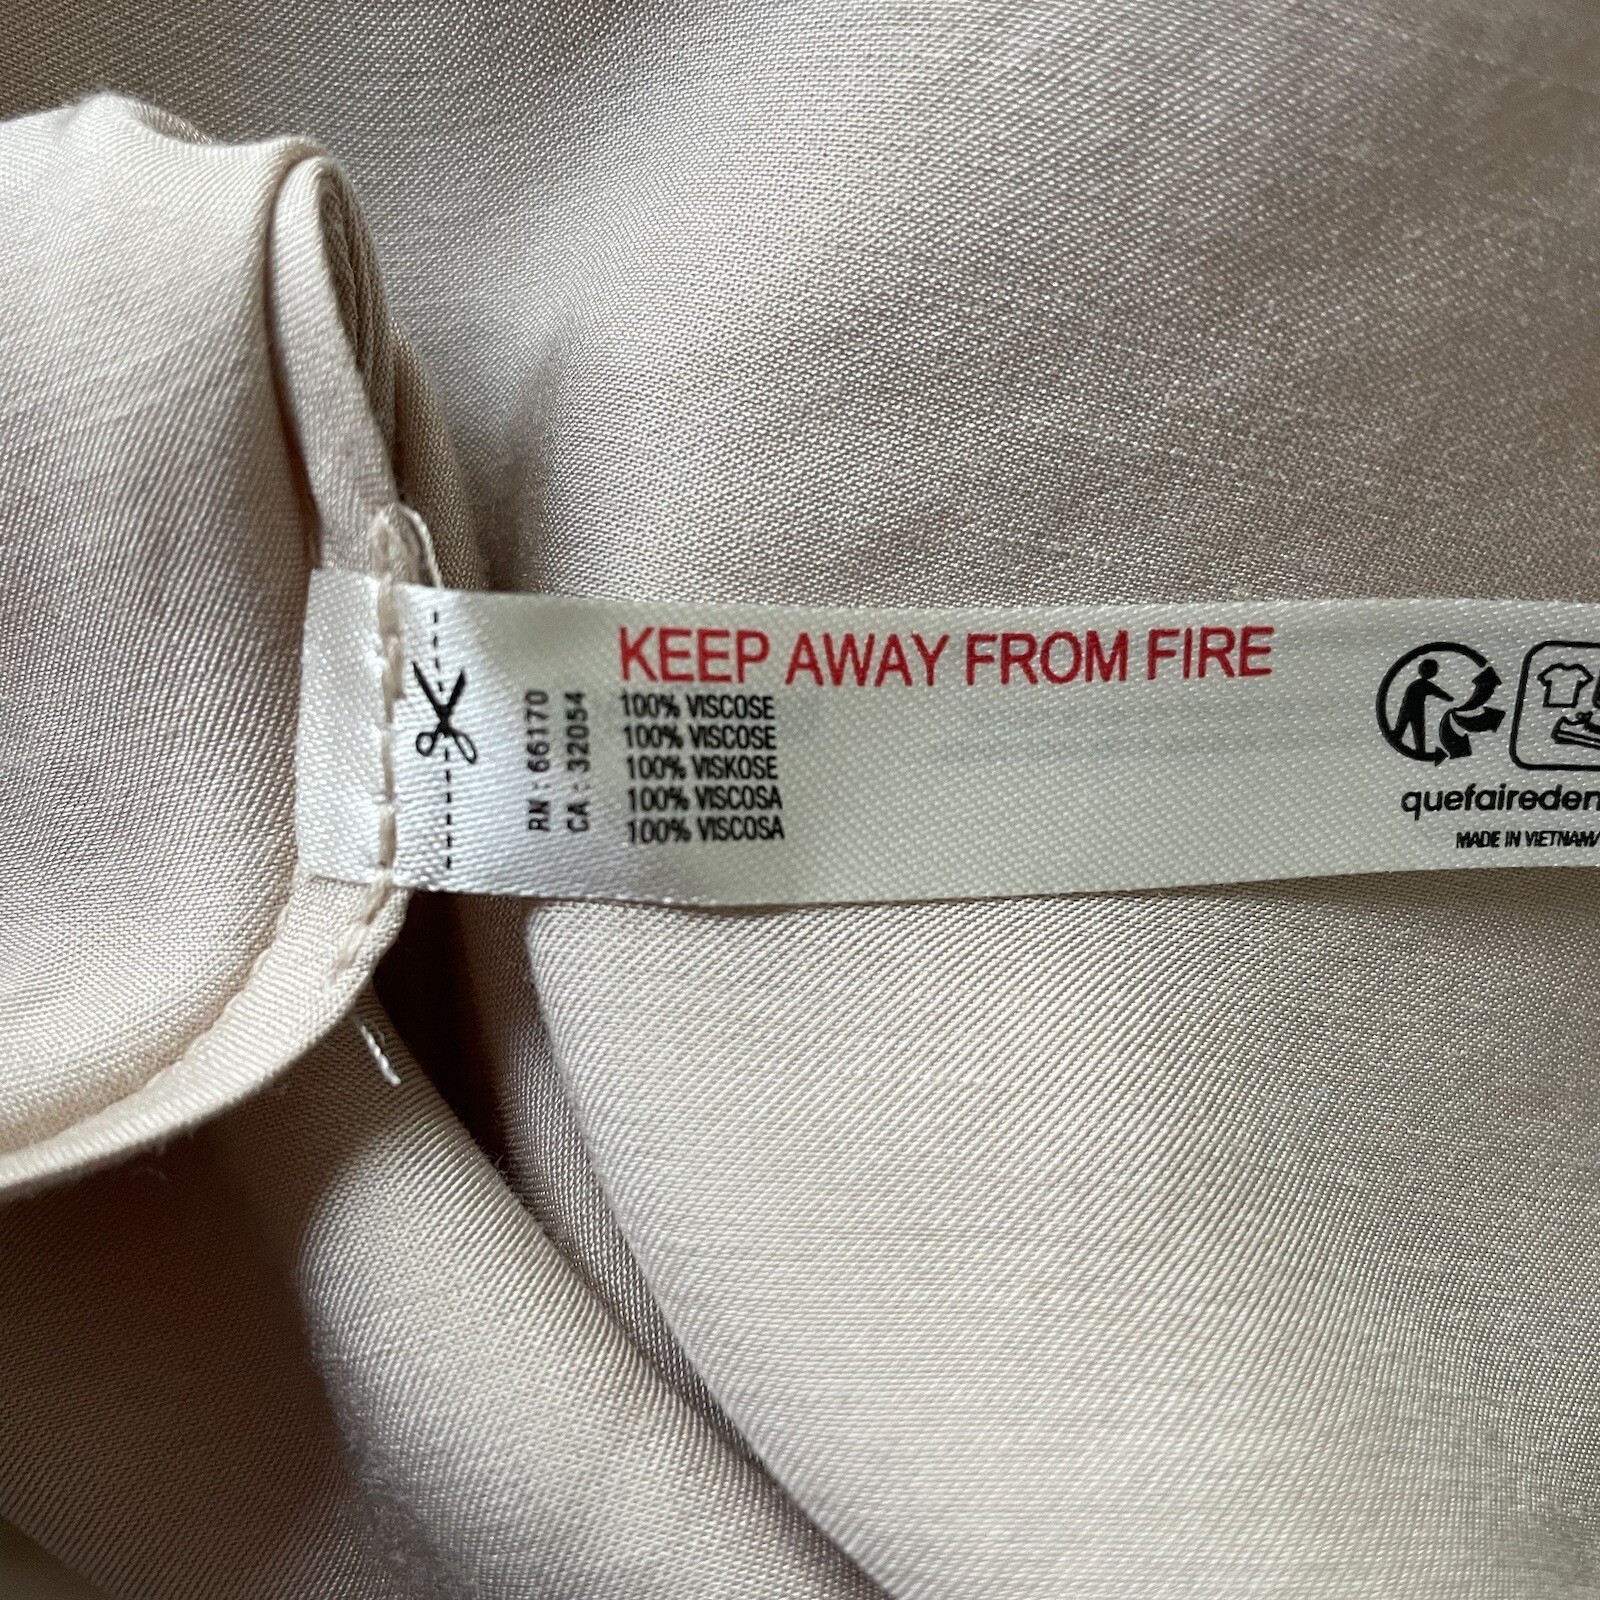 KEEP AWAY FROM FIRE
RN: 66170
CA: 32054
100% VISCOSE
100% VISCOSE
100% VISKOSE
100% VISCOSA
100% VISCOSA
quefaireden
MADE IN VIETNAM/